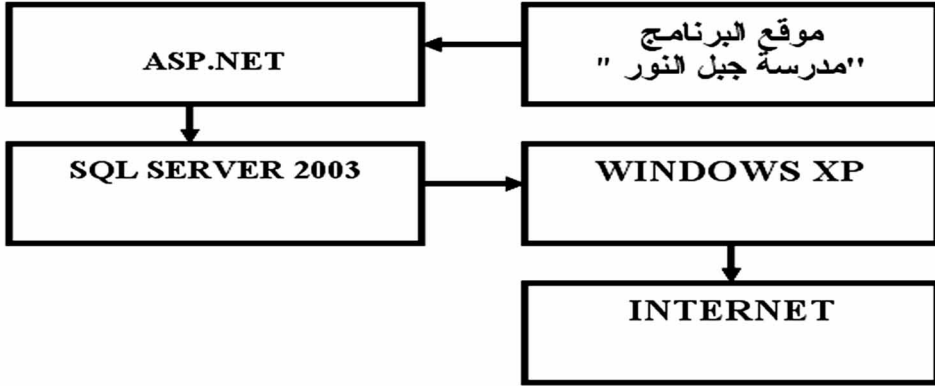 موقع البرنامج
"مدرسة جبل النور "
ASP.NET
SQL SERVER 2003
WINDOWS XP
INTERNET